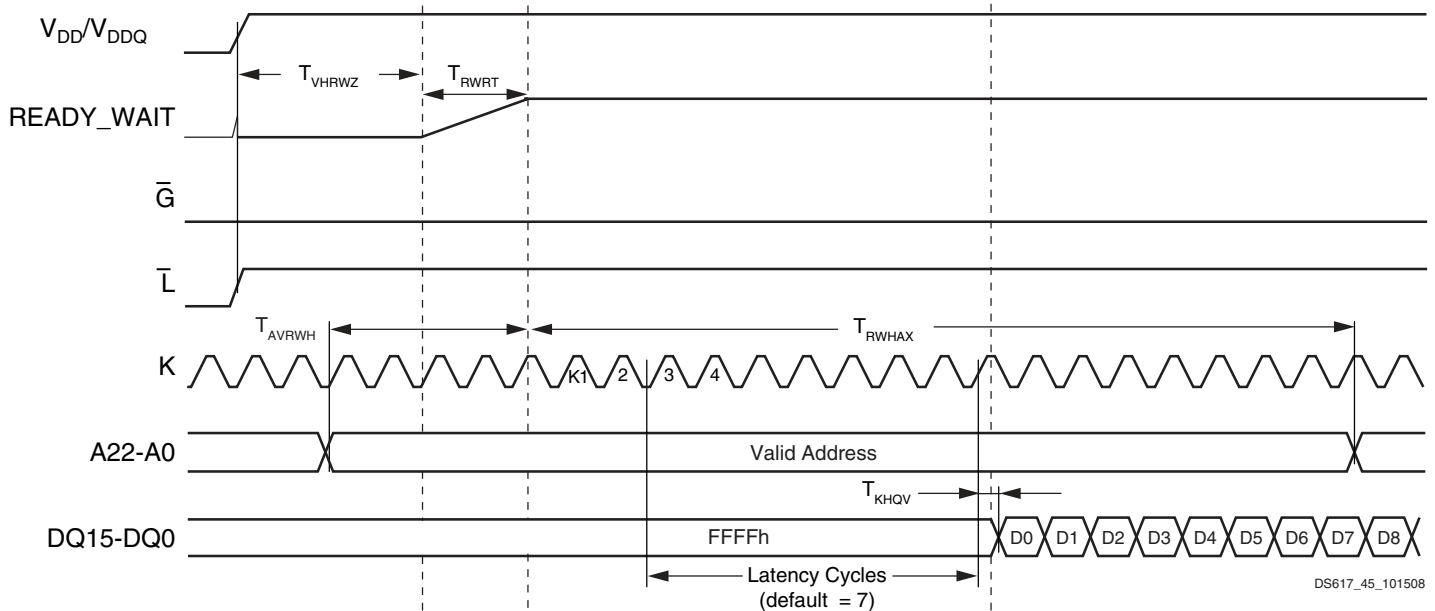 VDD/VDDQ
TVHRWZ
TRWRT
READY_WAIT
G̅
L̅
TAVRWH
TRWHAX
K
K1
2
3
4
A22-A0
Valid Address
TKHQV
DQ15-DQ0
FFFFh
D0
D1
D2
D3
D4
D5
D6
D7
D8
Latency Cycles
(default = 7)
DS617_45_101508